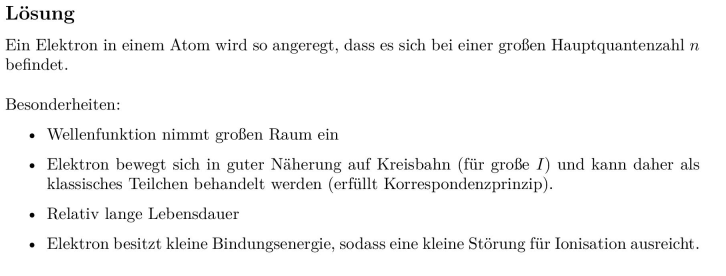 Lösung
Ein Elektron in einem Atom wird so angeregt, dass es sich bei einer großen Hauptquantenzahl n
befindet.
Besonderheiten:
• Wellenfunktion nimmt großen Raum ein
• Elektron bewegt sich in guter Näherung auf Kreisbahn (für große I) und kann daher als
klassisches Teilchen behandelt werden (erfüllt Korrespondenzprinzip).
• Relativ lange Lebensdauer
• Elektron besitzt kleine Bindungsenergie, sodass eine kleine Störung für Ionisation ausreicht.